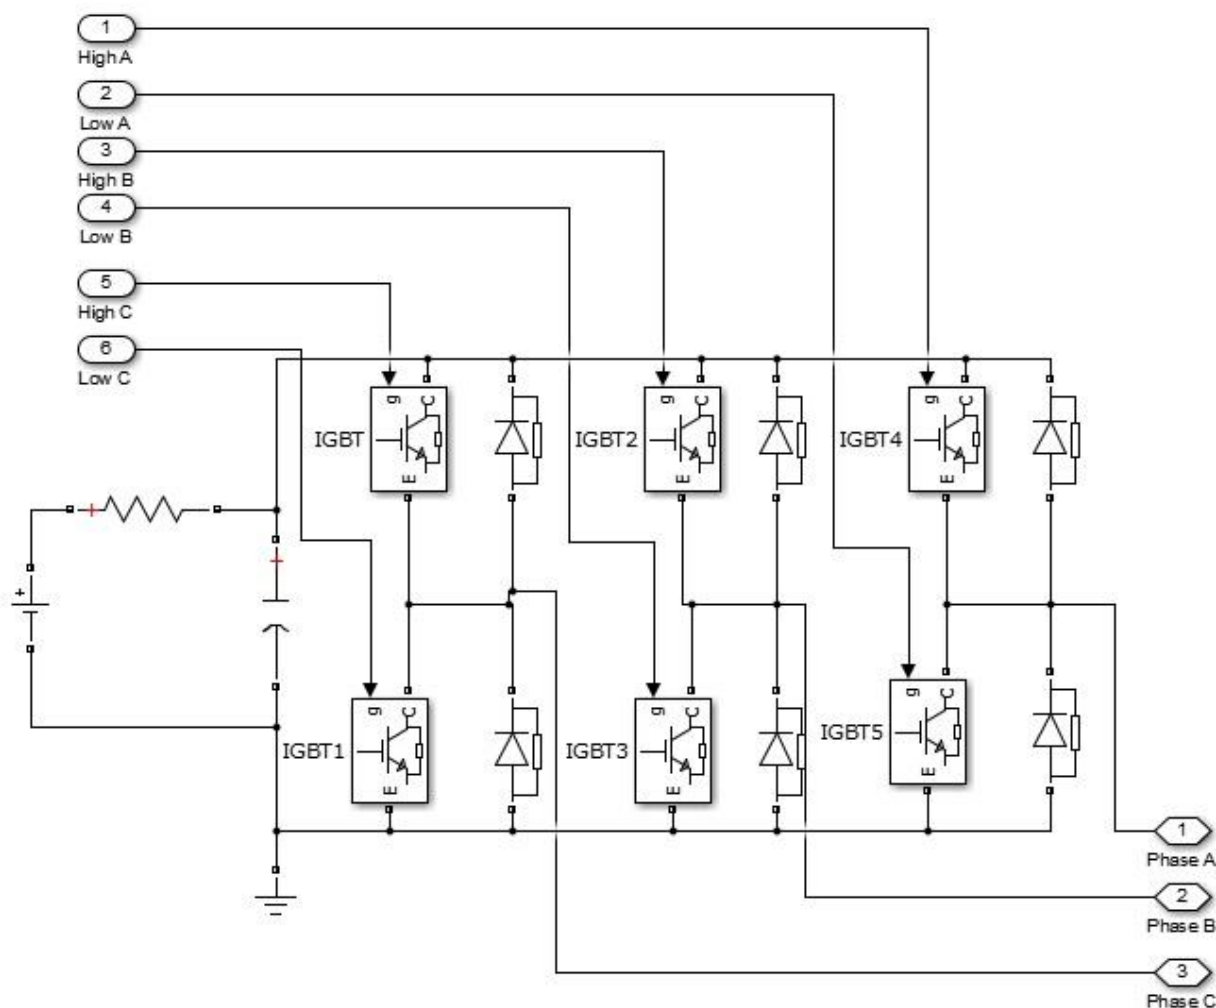 1
High A
2
Low A
3
High B
4
Low B
5
High C
6
Low C
g
C
IGBT
E
g
C
IGBT2
E
g
C
IGBT4
E
+
+
+
g
C
IGBT1
E
g
C
IGBT3
E
g
C
IGBT5
E
1
Phase A
2
Phase B
3
Phase C